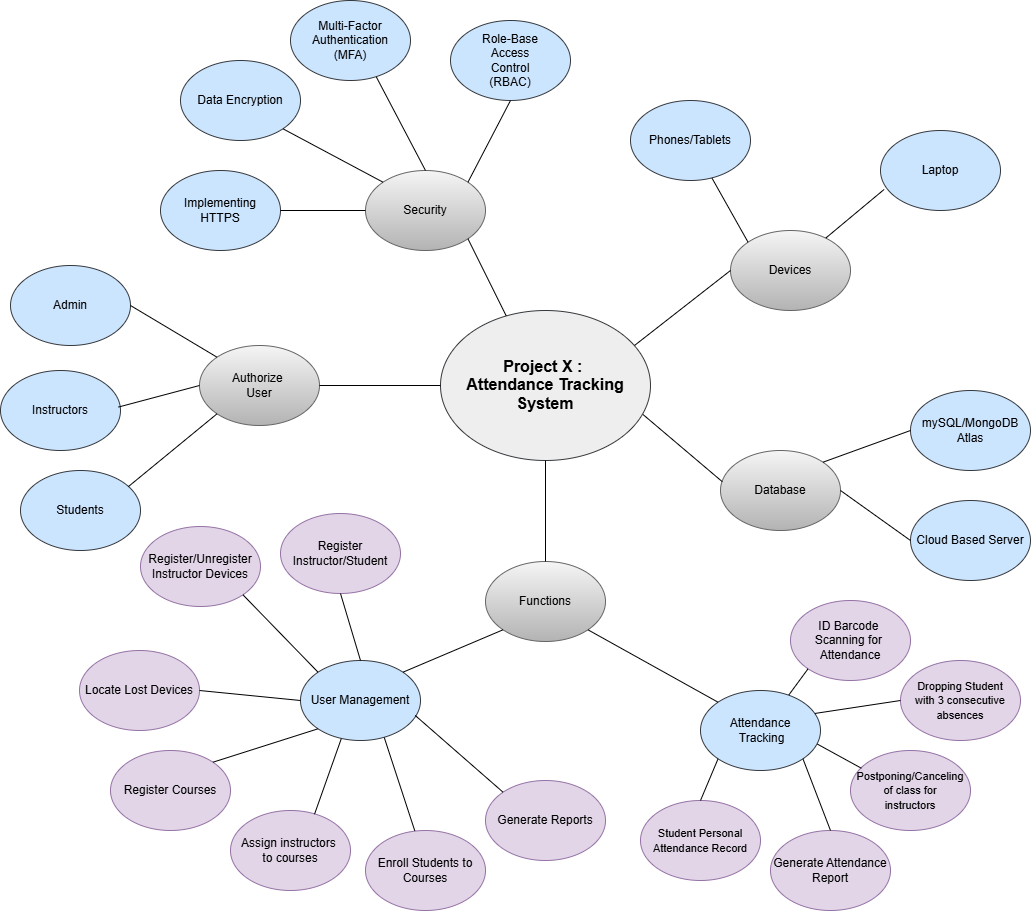 Multi-Factor
Authentication
(MFA)
Role-Base
Access
Control
(RBAC)
Data Encryption
Phones/Tablets
Laptop
Implementing
HTTPS
Security
Devices
Admin
Authorize
User
Instructors
Students
Project X :
Attendance Tracking
System
mySQL/MongoDB
Atlas
Database
Cloud Based Server
Functions
Register/Unregister
Instructor Devices
Register
Instructor/Student
Locate Lost Devices
User Management
Register Courses
Assign instructors
to courses
Enroll Students to
Courses
Generate Reports
ID Barcode
Scanning for
Attendance
Dropping Student
with 3 consecutive
absences
Attendance
Tracking
Postponing/Canceling
of class for
instructors
Student Personal
Attendance Record
Generate Attendance
Report